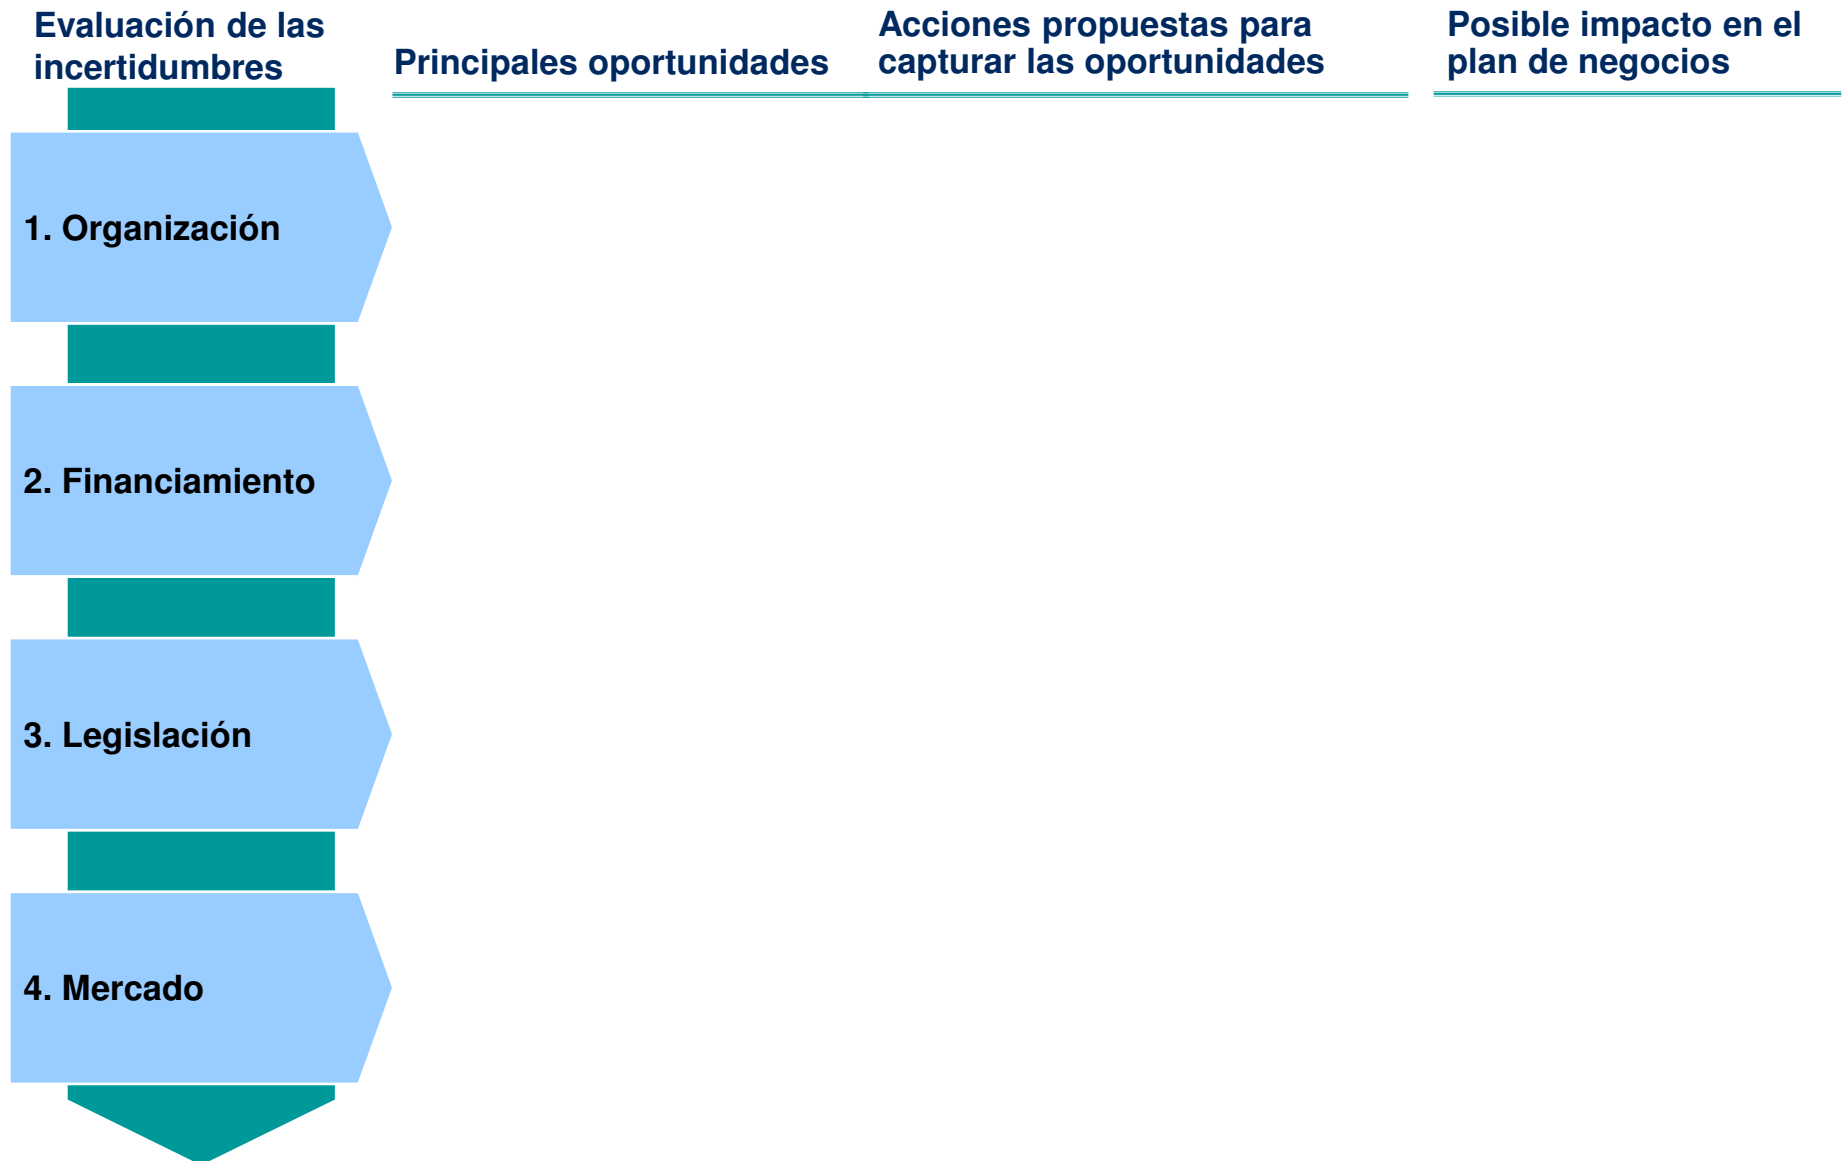 Evaluación de las
incertidumbres
Principales oportunidades
Acciones propuestas para
capturar las oportunidades
Posible impacto en el
plan de negocios
1. Organización
2. Financiamiento
3. Legislación
4. Mercado